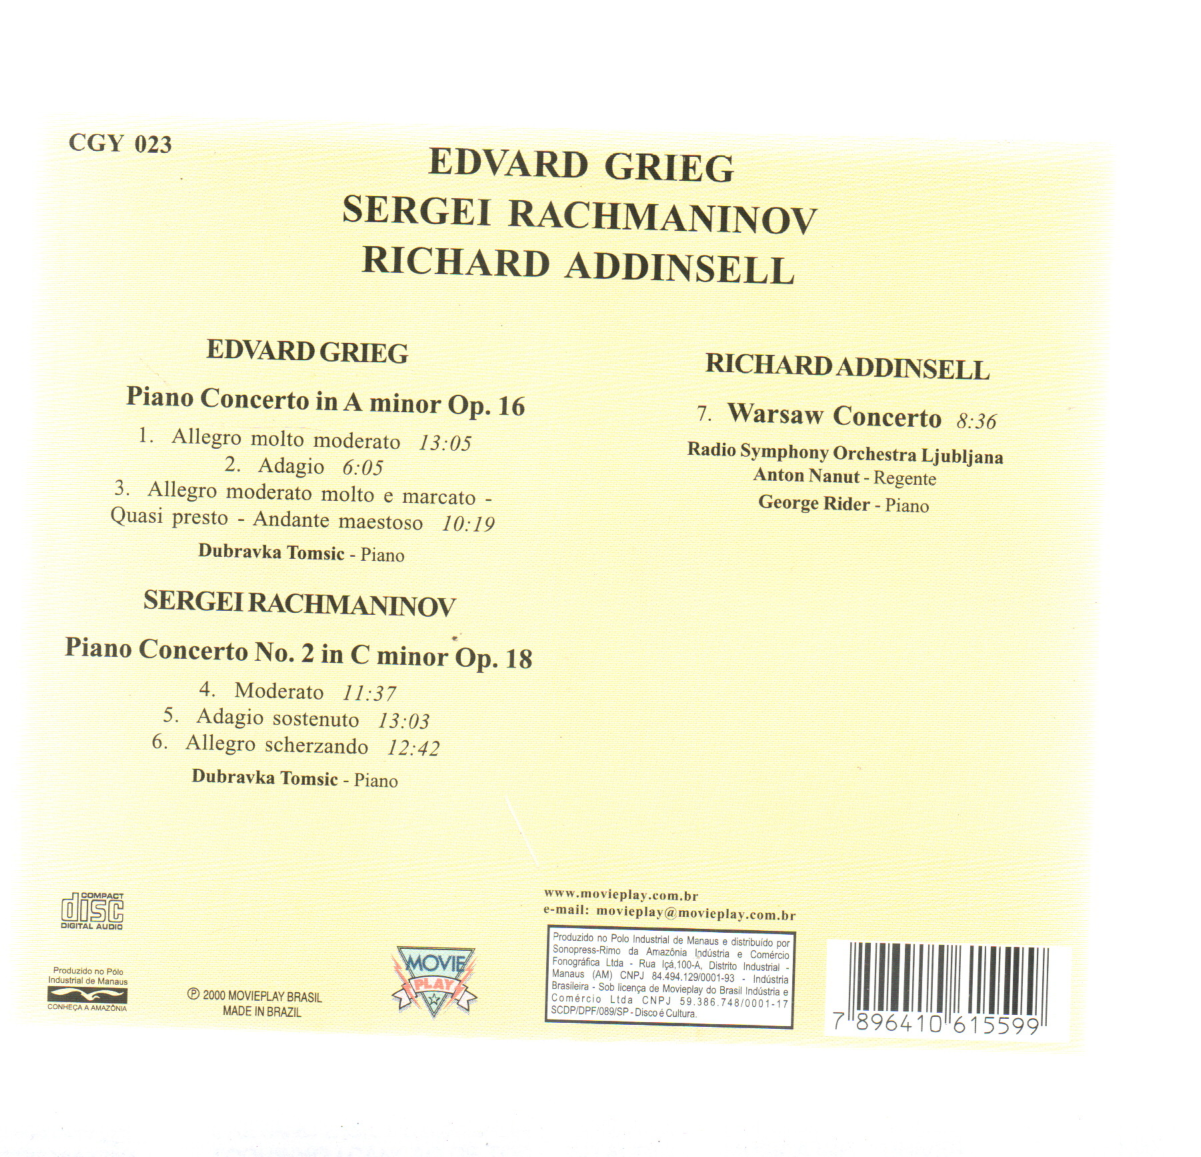 CGY 023
EDVARD GRIEG
SERGEI RACHMANINOV
RICHARD ADDINSELL
EDVARD GRIEG
Piano Concerto in A minor Op. 16
1. Allegro molto moderato 13:05
2. Adagio 6:05
3. Allegro moderato molto e marcato -
Quasi presto - Andante maestoso 10:19
Dubravka Tomsic - Piano
SERGEI RACHMANINOV
Piano Concerto No. 2 in C minor Op. 18
4. Moderato 11:37
5. Adagio sostenuto 13:03
6. Allegro scherzando 12:42
Dubravka Tomsic - Piano
RICHARD ADDINSELL
7. Warsaw Concerto 8:36
Radio Symphony Orchestra Ljubljana
Anton Nanut - Regente
George Rider - Piano
COMPACT
disc
DIGITAL AUDIO
Produzido no Pólo
Industrial de Manaus
CONHEÇA A AMAZÔNIA
℗ 2000 MOVIEPLAY BRASIL
MADE IN BRAZIL
MOVIE
PLAY
www.movieplay.com.br
e-mail: movieplay@movieplay.com.br
Produzido no Polo Industrial de Manaus e distribuído por
Sonopress-Rimo da Amazônia Indústria e Comércio
Fonográfica Ltda - Rua Içá,100-A, Distrito Industrial -
Manaus (AM) CNPJ 84.494.129/0001-93 - Indústria
Brasileira - Sob licença de Movieplay do Brasil Indústria e
Comércio Ltda CNPJ 59.386.748/0001-17
SCDP/DPF/089/SP - Disco é Cultura.
7 896410 615599